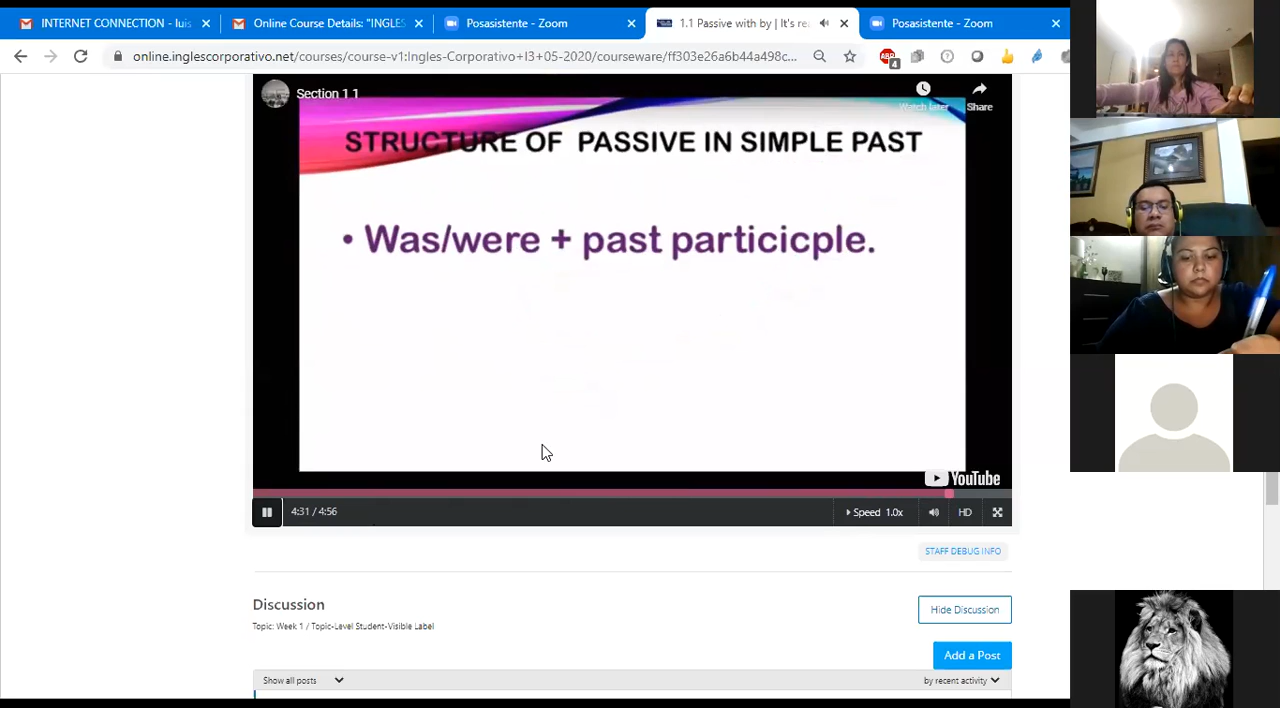 INTERNET CONNECTION - luis
Online Course Details: "INGLES
Posasistente - Zoom
1.1 Passive with by | It's re
Posasistente - Zoom
online.inglescorporativo.net/courses/course-v1:Ingles-Corporativo+I3+05-2020/courseware/ff303e26a6b44a498c...
4
Section 1 1
Watch later
Share
STRUCTURE OF PASSIVE IN SIMPLE PAST
• Was/were + past particicple.
YouTube
4:31 / 4:56
Speed 1.0x
HD
STAFF DEBUG INFO
Discussion
Hide Discussion
Topic: Week 1 / Topic-Level Student-Visible Label
Add a Post
Show all posts
by recent activity